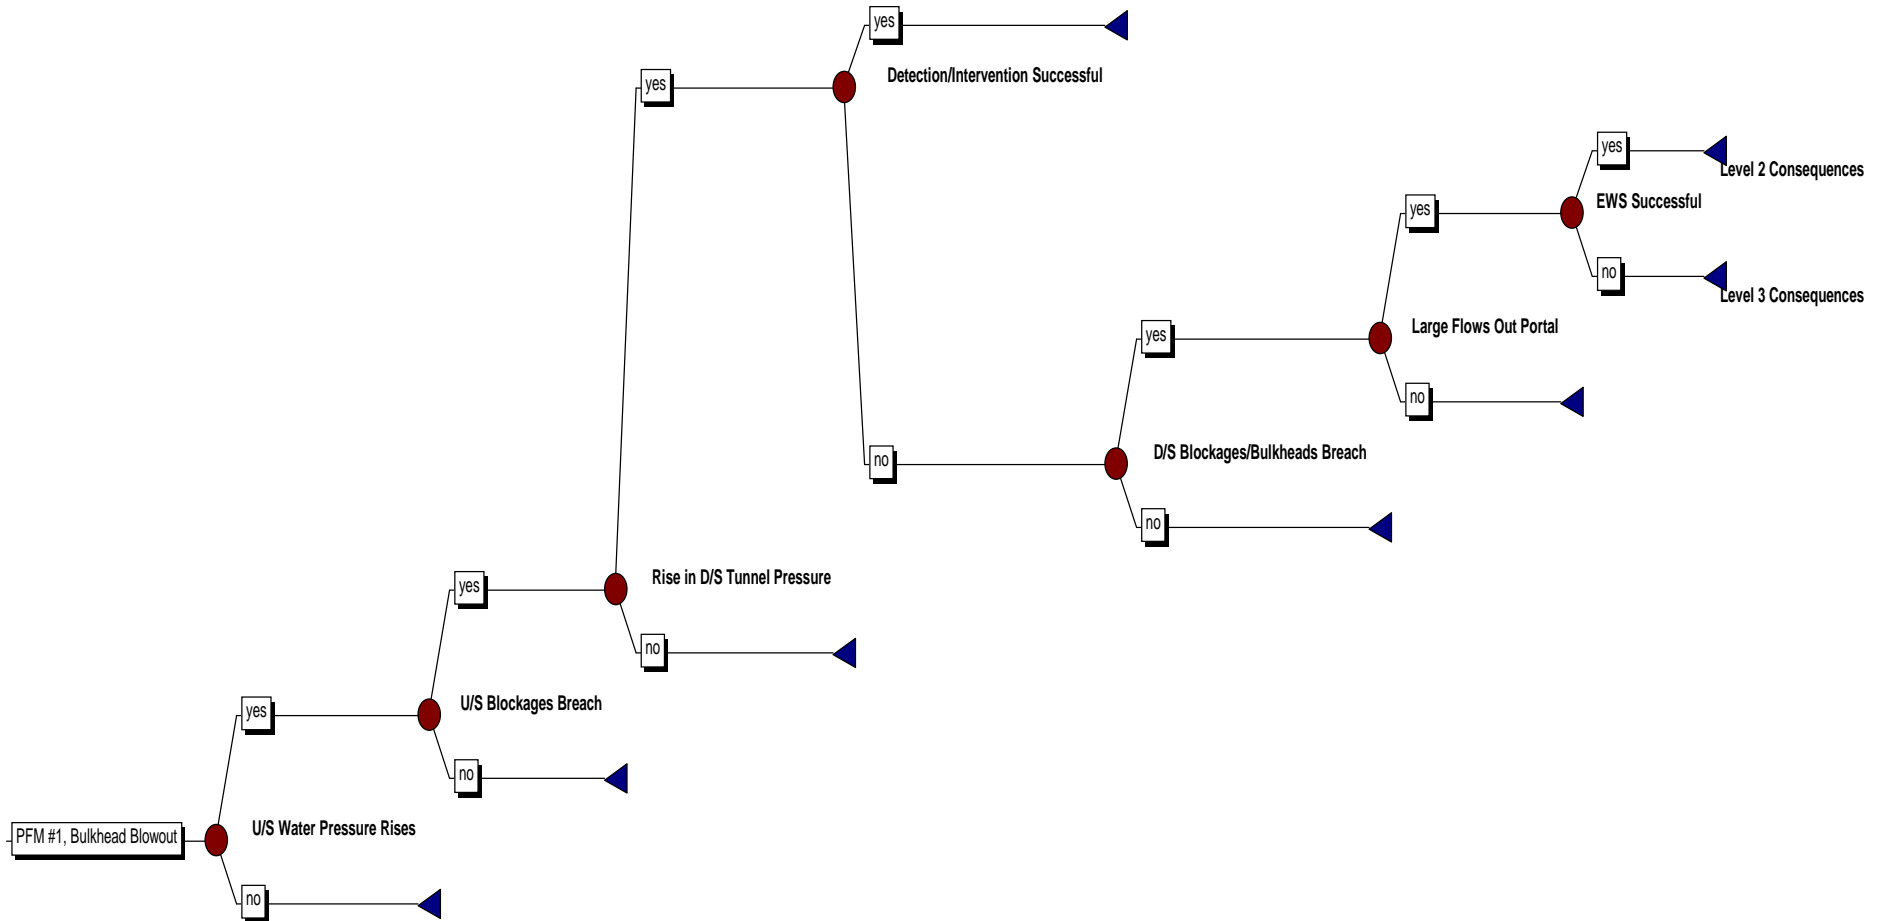 yes
Detection/Intervention Successful
yes
yes
Level 2 Consequences
EWS Successful
yes
no
Level 3 Consequences
Large Flows Out Portal
yes
no
D/S Blockages/Bulkheads Breach
no
no
Rise in D/S Tunnel Pressure
yes
no
U/S Blockages Breach
yes
no
U/S Water Pressure Rises
PFM #1, Bulkhead Blowout
no